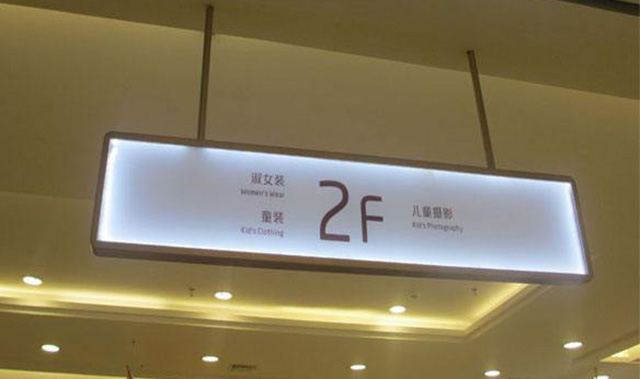 淑女装
Women's Wear
童装
Kid's Clothing
2F
儿童摄影
Kid's Photography